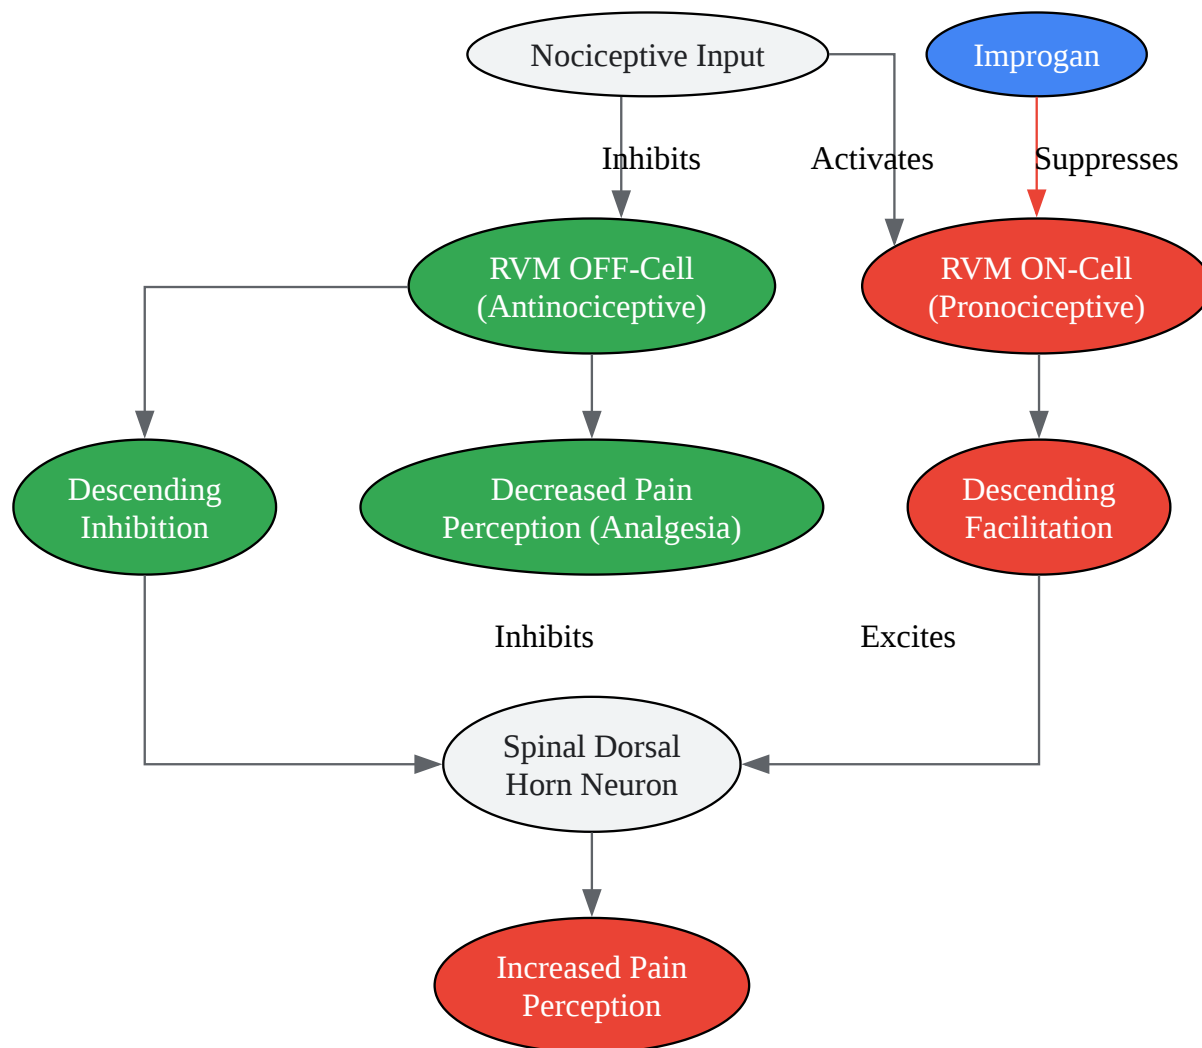 Nociceptive Input
Improgan
Inhibits
Activates
Suppresses
RVM OFF-Cell
(Antinociceptive)
RVM ON-Cell
(Pronociceptive)
Descending
Inhibition
Decreased Pain
Perception (Analgesia)
Descending
Facilitation
Inhibits
Excites
Spinal Dorsal
Horn Neuron
Increased Pain
Perception